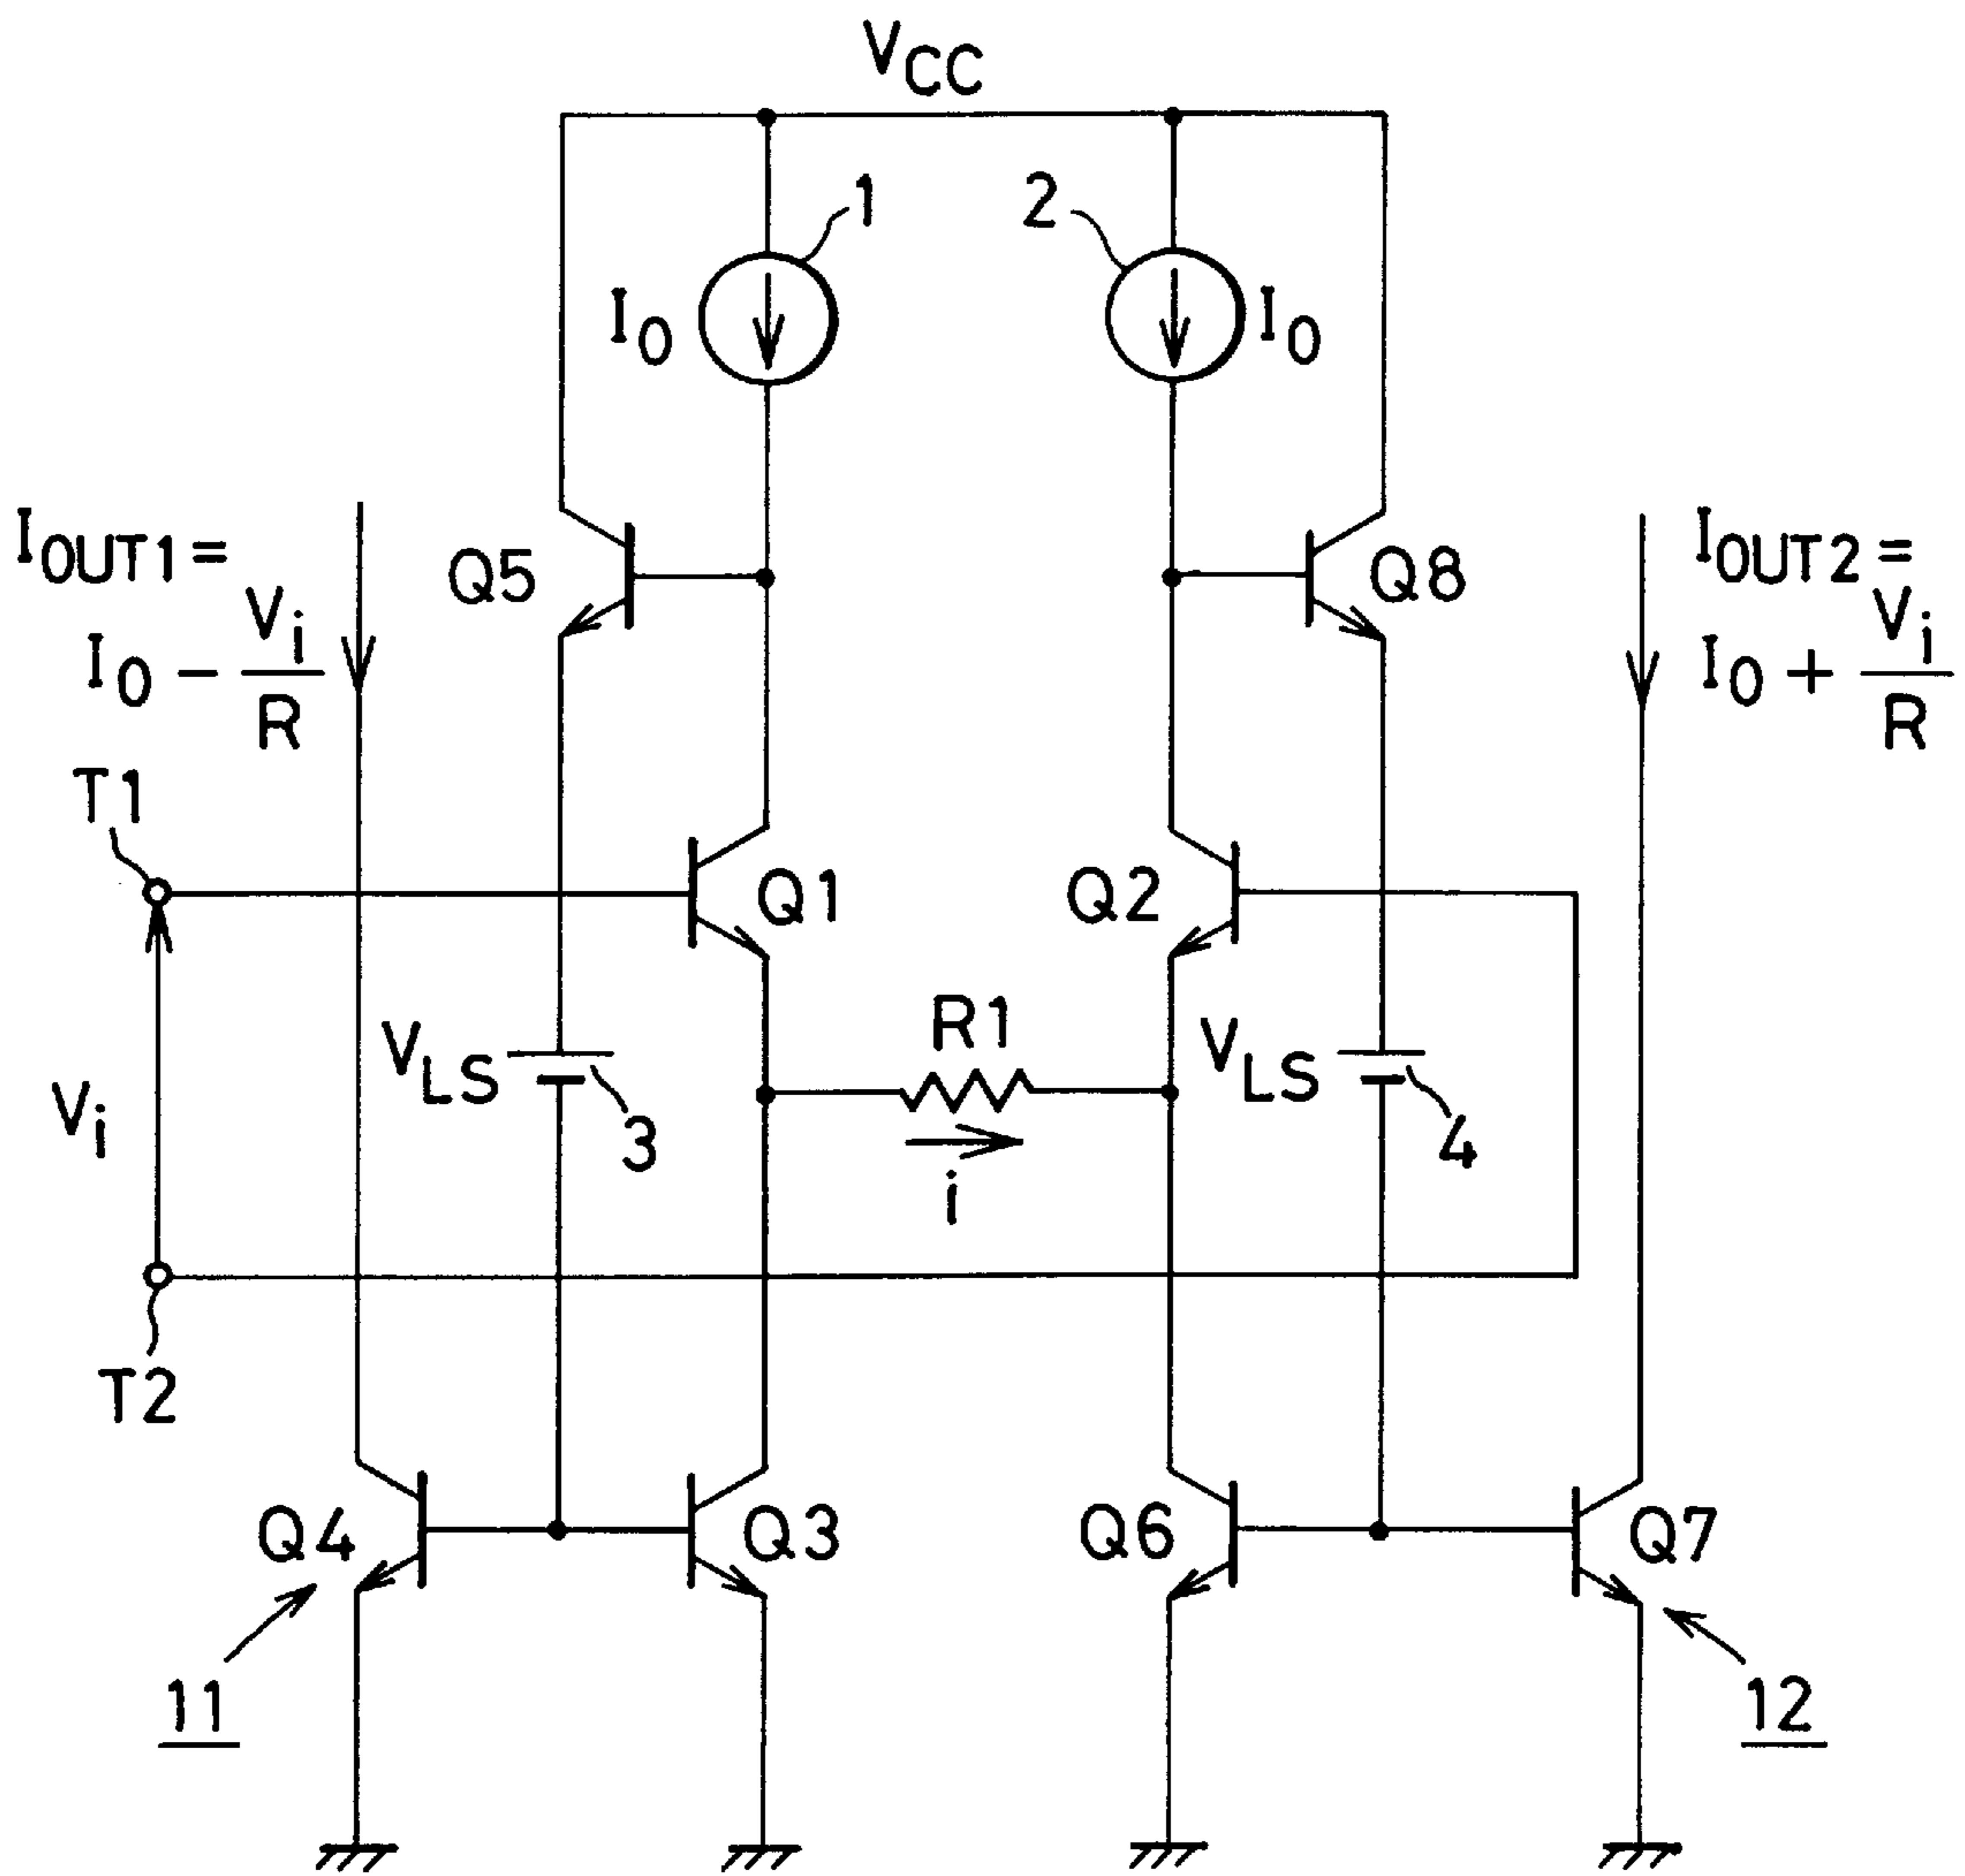 VCC
1
2
I0
I0
IOUT1 =
I0 - Vi/R
Q5
Q8
IOUT2 =
I0 + Vi/R
T1
Q1
Q2
R1
VLS
3
VLS
4
Vi
i
T2
Q4
Q3
Q6
Q7
11
12